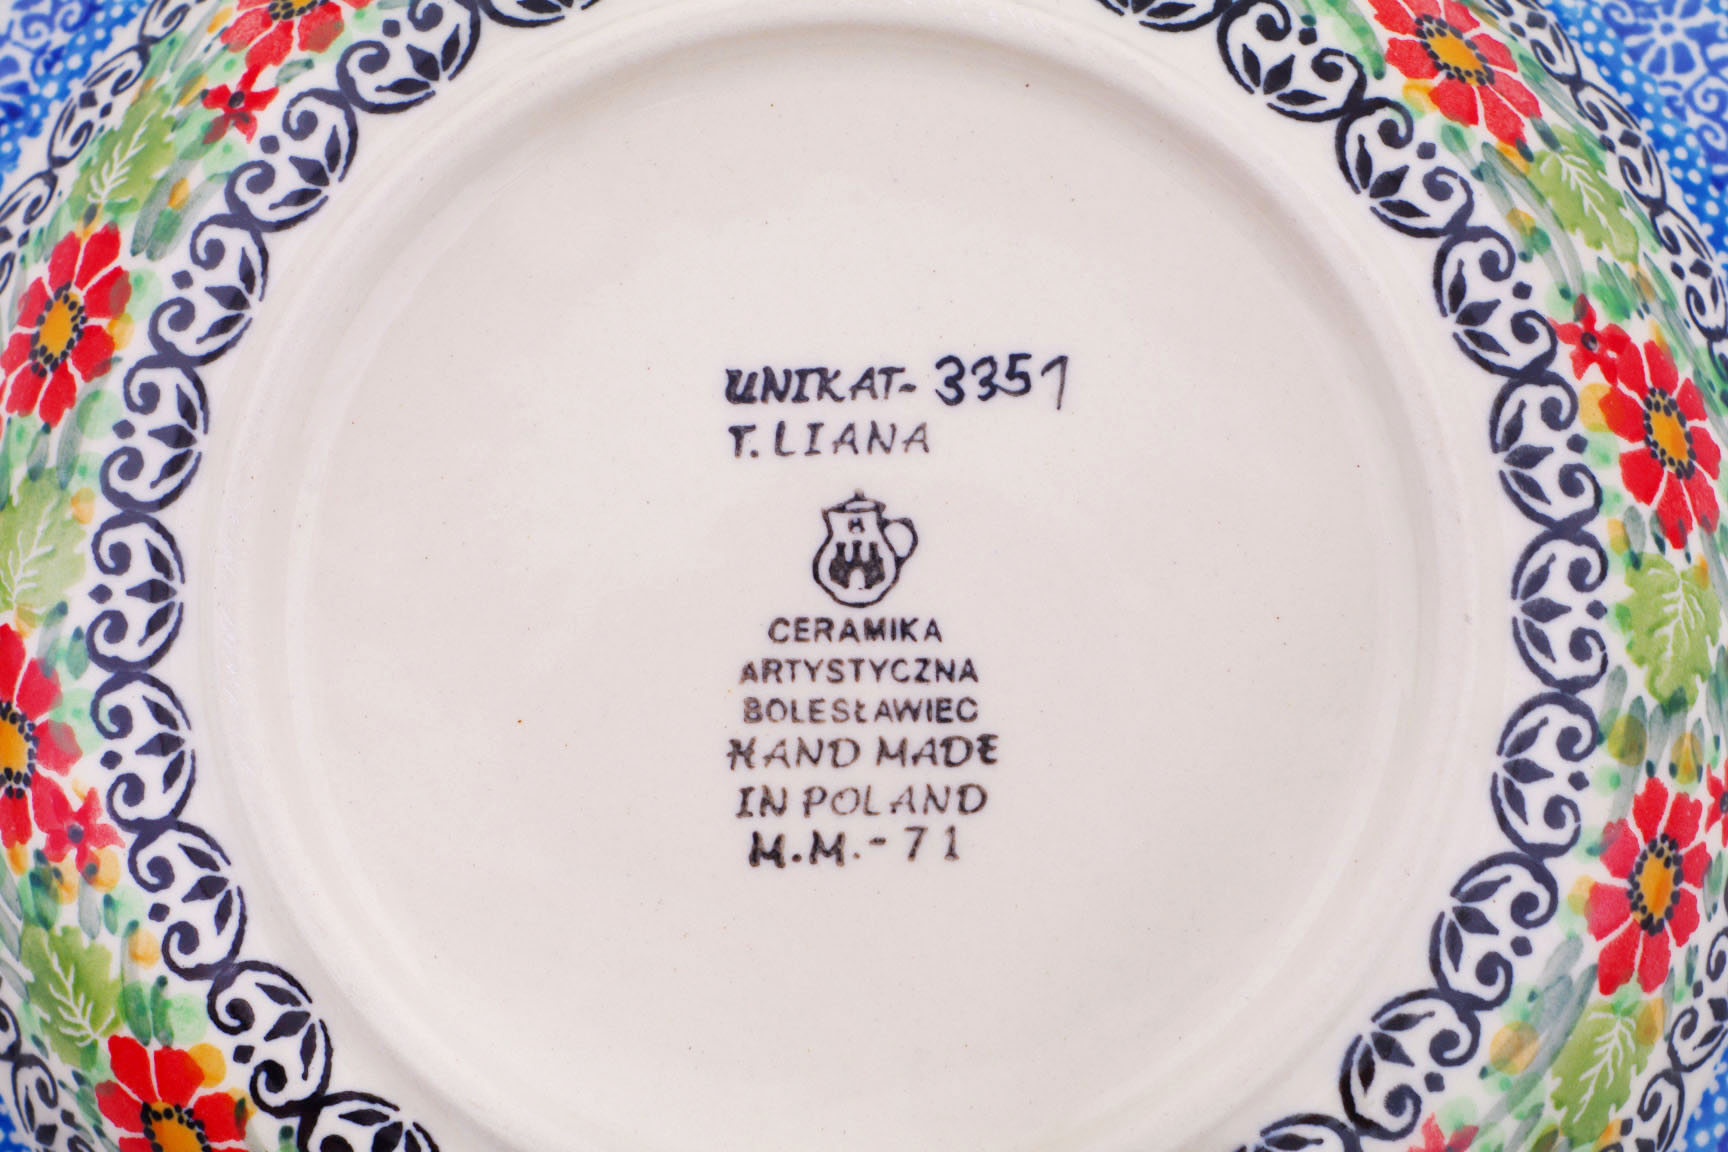 UNIKAT-3351
T. LIANA
CERAMIKA
ARTYSTYCZNA
BOLESŁAWIEC
HAND MADE
IN POLAND
M.M.-71